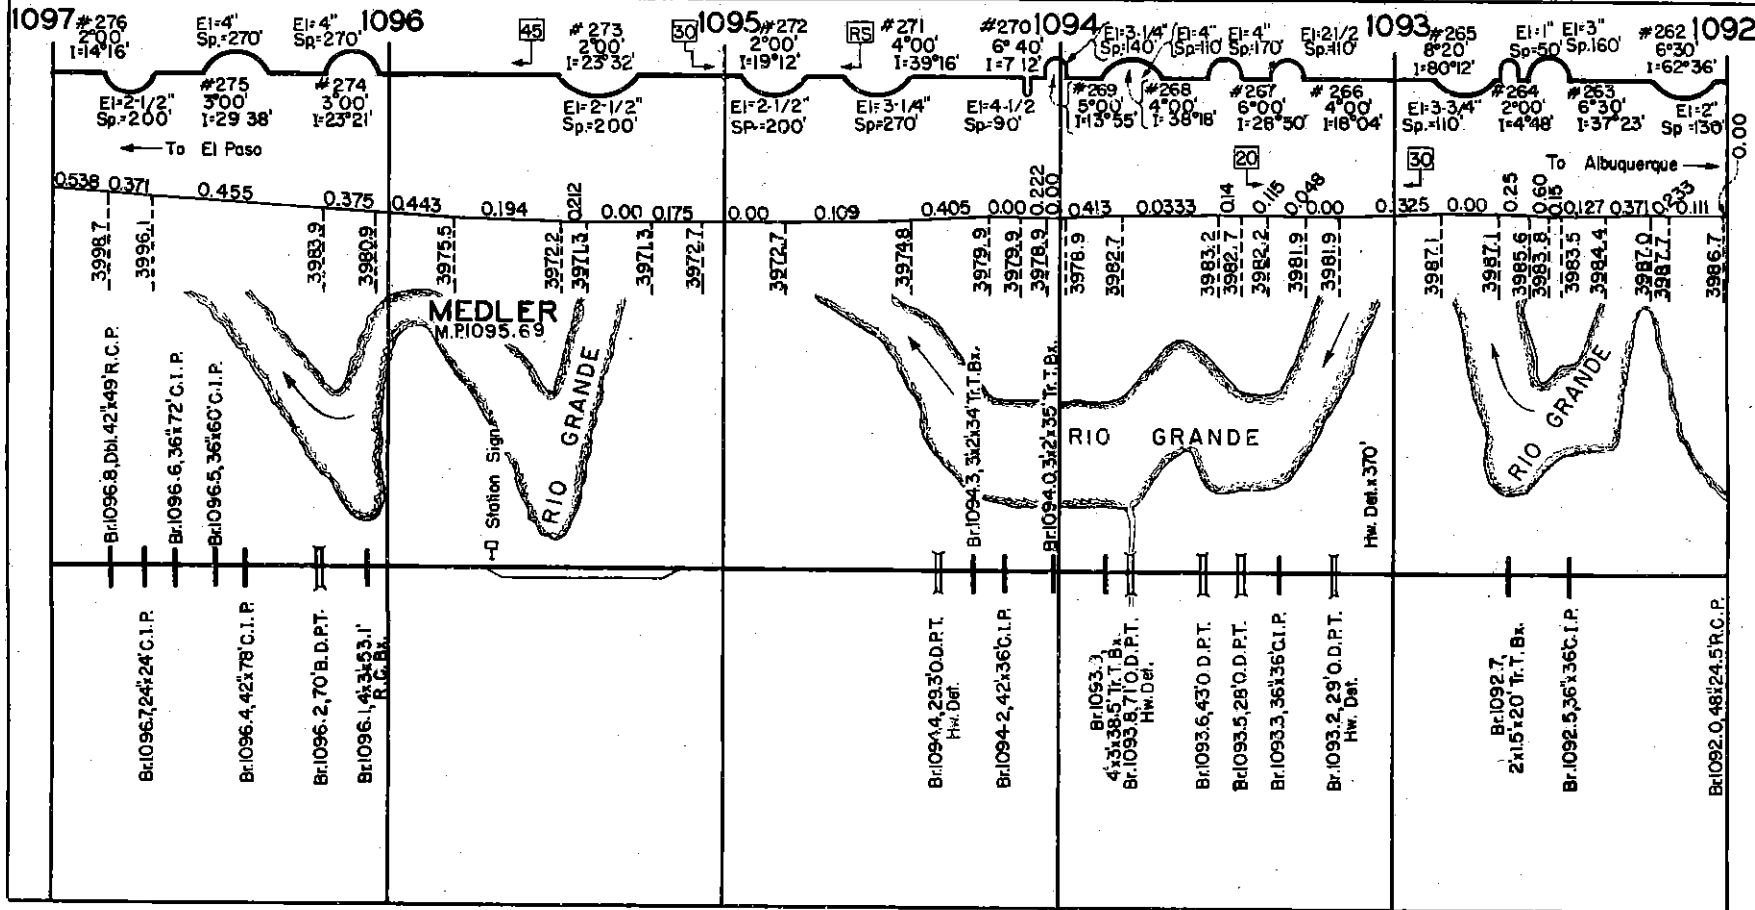 1097
#276
2°00'
I=14°16'
El=2-1/2"
Sp.=200'
El=4"
Sp.=270'
#275
3°00'
I=29 38'
El=4"
Sp.=270'
#274
3°00'
I=23°21'
1096
45
#273
2°00'
I=23°32'
El=2-1/2"
Sp.=200'
30
1095
#272
2°00'
I=19°12'
El=2-1/2"
SP.=200'
RS
#271
4°00'
I=39°16'
El=3-1/4"
Sp=270'
#270
6°40'
I=7 12'
El=4-1/2
Sp=90'
1094
El=3-1/4"
Sp=140'
#269
5°00'
I=13°55'
El=4"
Sp=110'
#268
4°00'
I=38°18'
El=4"
Sp=170'
#267
6°00'
I=28°50'
El=21/2
Sp=110'
#266
4°00'
I=18°04'
1093
#265
8°20'
I=80°12'
El=3-3/4"
Sp.=110'
El=1"
Sp=50'
#264
2°00'
I=4°48'
El=3"
Sp.160'
#263
6°30'
I=37°23'
#262
6°30'
I=62°36'
El=2"
Sp=130'
1092
To El Paso
20
30
To Albuquerque
0.538 0.371 0.455 0.375 0.443 0.194 0.212 0.00 0.175 0.00 0.109 0.405 0.00 0.222 0.00 0.413 0.0333 0.14 0.115 0.048 0.00 0.1325 0.00 0.25 0.60 0.15 0.127 0.371 0.233 0.111 0.00
3998.7
3996.1
3983.9
3980.9
3975.5
3972.2
3971.3
3971.3
3972.7
3972.7
3974.8
3979.9
3979.9
3978.9
3978.9
3982.7
3983.2
3982.7
3982.2
3981.9
3981.9
3987.1
3987.1
3985.6
3983.8
3983.5
3984.4
3987.0
3987.7
3986.7
MEDLER
M.P.1095.69
RIO GRANDE
RIO GRANDE
RIO GRANDE
Station Sign
Br.1096.8, Dbl. 42"x49' R.C.P.
Br.1096.7, 24"x24' C.I.P.
Br.1096.6, 36"x72' C.I.P.
Br.1096.5, 36"x60' C.I.P.
Br.1096.4, 42"x78' C.I.P.
Br.1096.2, 70' B.D.P.T.
Br.1096.1, 4'x3'x53.1'
R.C. Bx.
Br.1094.4, 29.3' O.D.P.T.
Hw. Det.
Br.1094.3, 3'x2'x34' Tr.T.Bx.
Br.1094-2, 42"x36' C.I.P.
Br.1094.0, 3'x2'x35' Tr.T.Bx.
Br.1093.9,
4'x3'x38.5' Tr.T.Bx.
Br.1093.8, 71' O.D.P.T.
Hw. Det.
Br.1093.6, 43' O.D.P.T.
Br.1093.5, 28' O.D.P.T.
Br.1093.3, 36"x36' C.I.P.
Br.1093.2, 29' O.D.P.T.
Hw. Det.
Hw. Det. x 370'
Br.1092.7,
2'x1.5'x20' Tr.T.Bx.
Br.1092.5, 36"x36' C.I.P.
Br.1092.0, 48"x24.5' R.C.P.